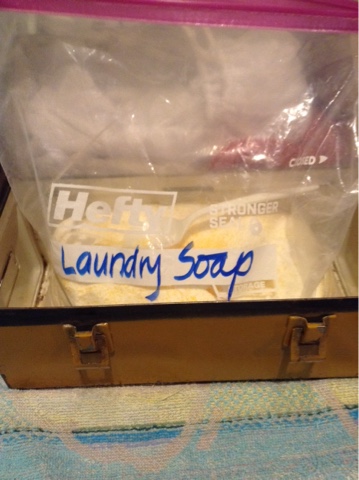 Hefty
STRONGER
SEAL
Laundry Soap